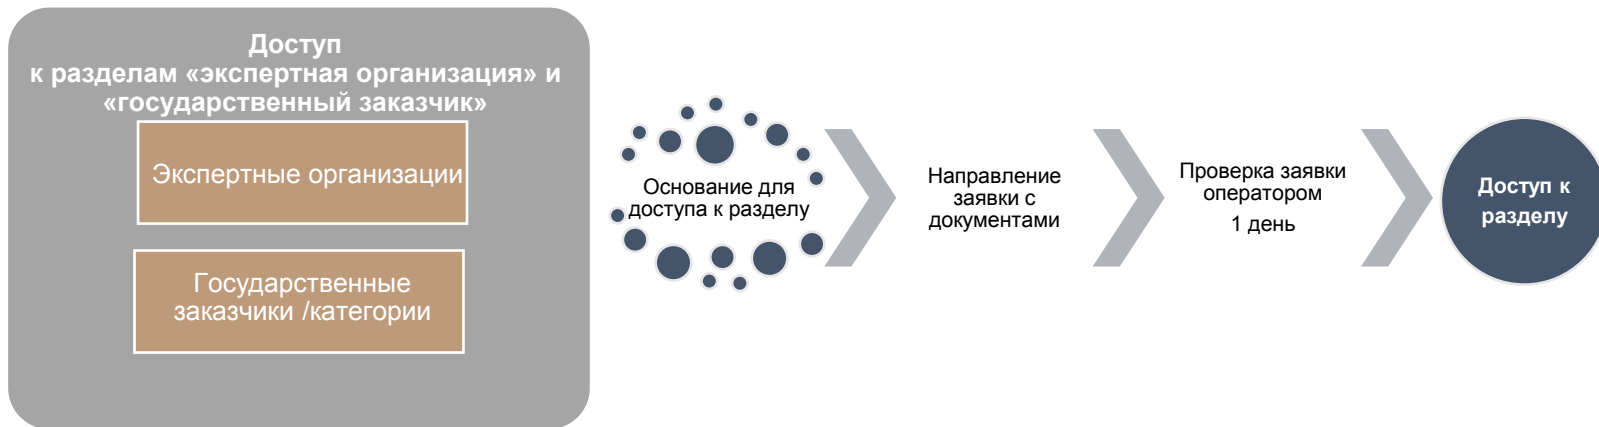 Доступ
к разделам «экспертная организация» и
«государственный заказчик»
Экспертные организации
Государственные
заказчики /категории
Основание для
доступа к разделу
Направление
заявки с
документами
Проверка заявки
оператором
1 день
Доступ к
разделу